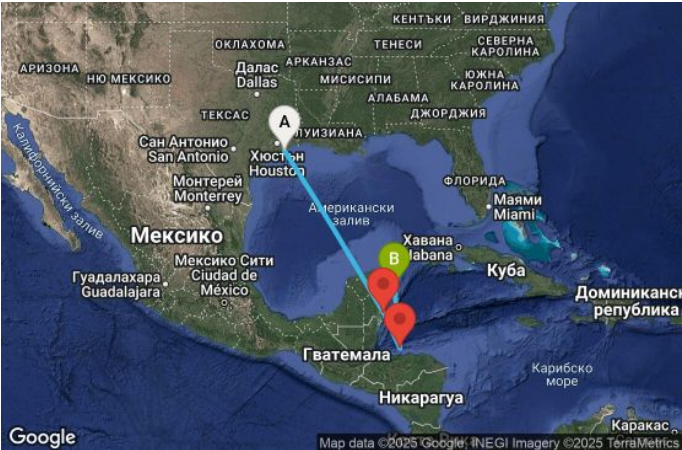 КЕНТЪКИ
ВИРДЖИНИЯ
ОКЛАХОМА
ТЕНЕСИ
СЕВЕРНА
КАРОЛИНА
АРИЗОНА
НЮ МЕКСИКО
Далас
Dallas
АРКАНЗАС
МИСИСИПИ
ЮЖНА
КАРОЛИНА
АЛАБАМА
ДЖОРДЖИЯ
ТЕКСАС
A
ЛУИЗИАНА
Сан Антонио
San Antonio
Хюстън
Houston
Калифорнийски залив
Монтерей
Monterrey
ФЛОРИДА
Маями
Miami
Американски
залив
Мексико
Хавана
Habana
B
Куба
Мексико Сити
Ciudad de
México
Гуадалахара
Guadalajara
Доминиканск
република
Гватемала
Карибско
море
Никарагуа
Каракас
Google
Map data ©2025 Google, INEGI Imagery ©2025 TerraMetrics